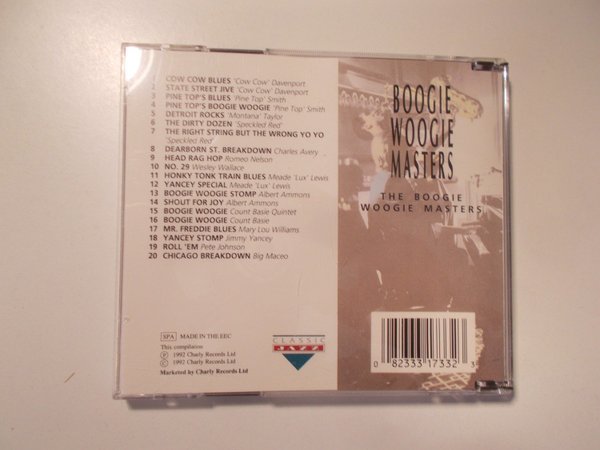 1 COW COW BLUES 'Cow Cow' Davenport
2 STATE STREET JIVE 'Cow Cow' Davenport
3 PINE TOP'S BLUES 'Pine Top' Smith
4 PINE TOP'S BOOGIE WOOGIE 'Pine Top' Smith
5 DETROIT ROCKS 'Montana' Taylor
6 THE DIRTY DOZEN 'Speckled Red'
7 THE RIGHT STRING BUT THE WRONG YO YO
'Speckled Red'
8 DEARBORN ST. BREAKDOWN Charles Avery
9 HEAD RAG HOP Romeo Nelson
10 NO. 29 Wesley Wallace
11 HONKY TONK TRAIN BLUES Meade 'Lux' Lewis
12 YANCEY SPECIAL Meade 'Lux' Lewis
13 BOOGIE WOOGIE STOMP Albert Ammons
14 SHOUT FOR JOY Albert Ammons
15 BOOGIE WOOGIE Count Basie Quintet
16 BOOGIE WOOGIE Count Basie
17 MR. FREDDIE BLUES Mary Lou Williams
18 YANCEY STOMP Jimmy Yancey
19 ROLL 'EM Pete Johnson
20 CHICAGO BREAKDOWN Big Maceo
SPA MADE IN THE EEC
This compilation
℗ 1992 Charly Records Ltd
© 1992 Charly Records Ltd
Marketed by Charly Records Ltd
CLASSIC
JAZZ
BOOGIE
WOOGIE
MASTERS
THE BOOGIE
WOOGIE MASTERS
0 82333 17332 3